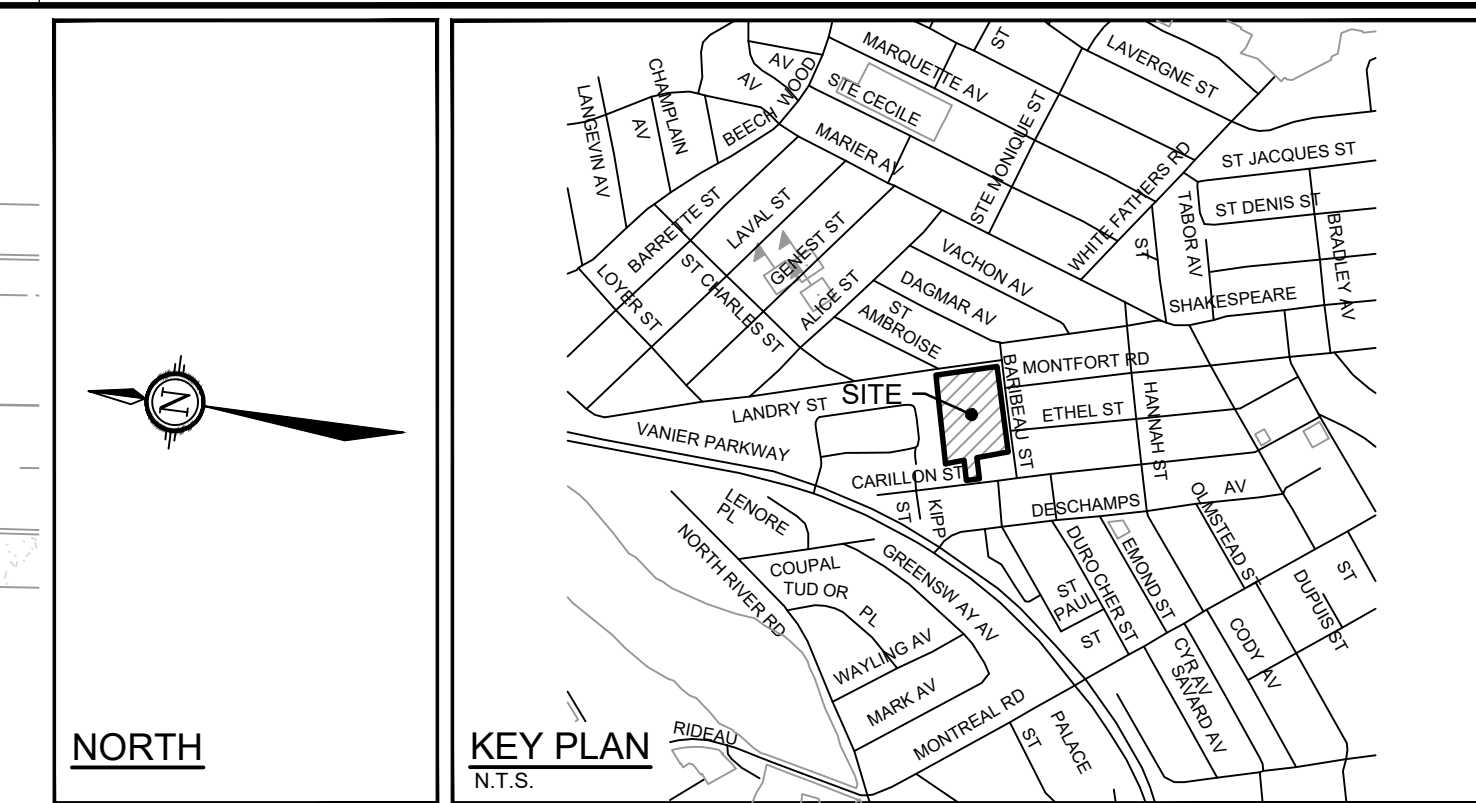 N
NORTH
KEY PLAN
N.T.S.
LANGEVIN AV
CHAMPLAIN
AV
AV
AV
BEECH WOOD
MARQUETTE AV
STE CECILE
MARIER AV
ST
LAVERGNE ST
STE MONIQUE ST
WHITE FATHERS RD
ST JACQUES ST
ST DENIS ST
TABOR AV
ST
BRADLEY AV
SHAKESPEARE
BARRETTE ST
LAVAL ST
GENEST ST
LOYER ST
ST CHARLES ST
ALICE ST
VACHON AV
DAGMAR AV
ST
AMBROISE
MONTFORT RD
BARIBEAU ST
ETHEL ST
HANNAH ST
SITE
LANDRY ST
VANIER PARKWAY
CARILLON ST
KIPP
ST
DESCHAMPS
AV
OLMSTEAD ST
LENORE
PL
NORTH RIVER RD
COUPAL
TUD OR
PL
GREENSW AY AV
WAYLING AV
MARK AV
MONTREAL RD
ST
PAUL
ST
DUROCHER ST
EMOND ST
CYR AV
SAVARD AV
CODY AV
DUPUIS ST
ST
RIDEAU
PALACE
ST